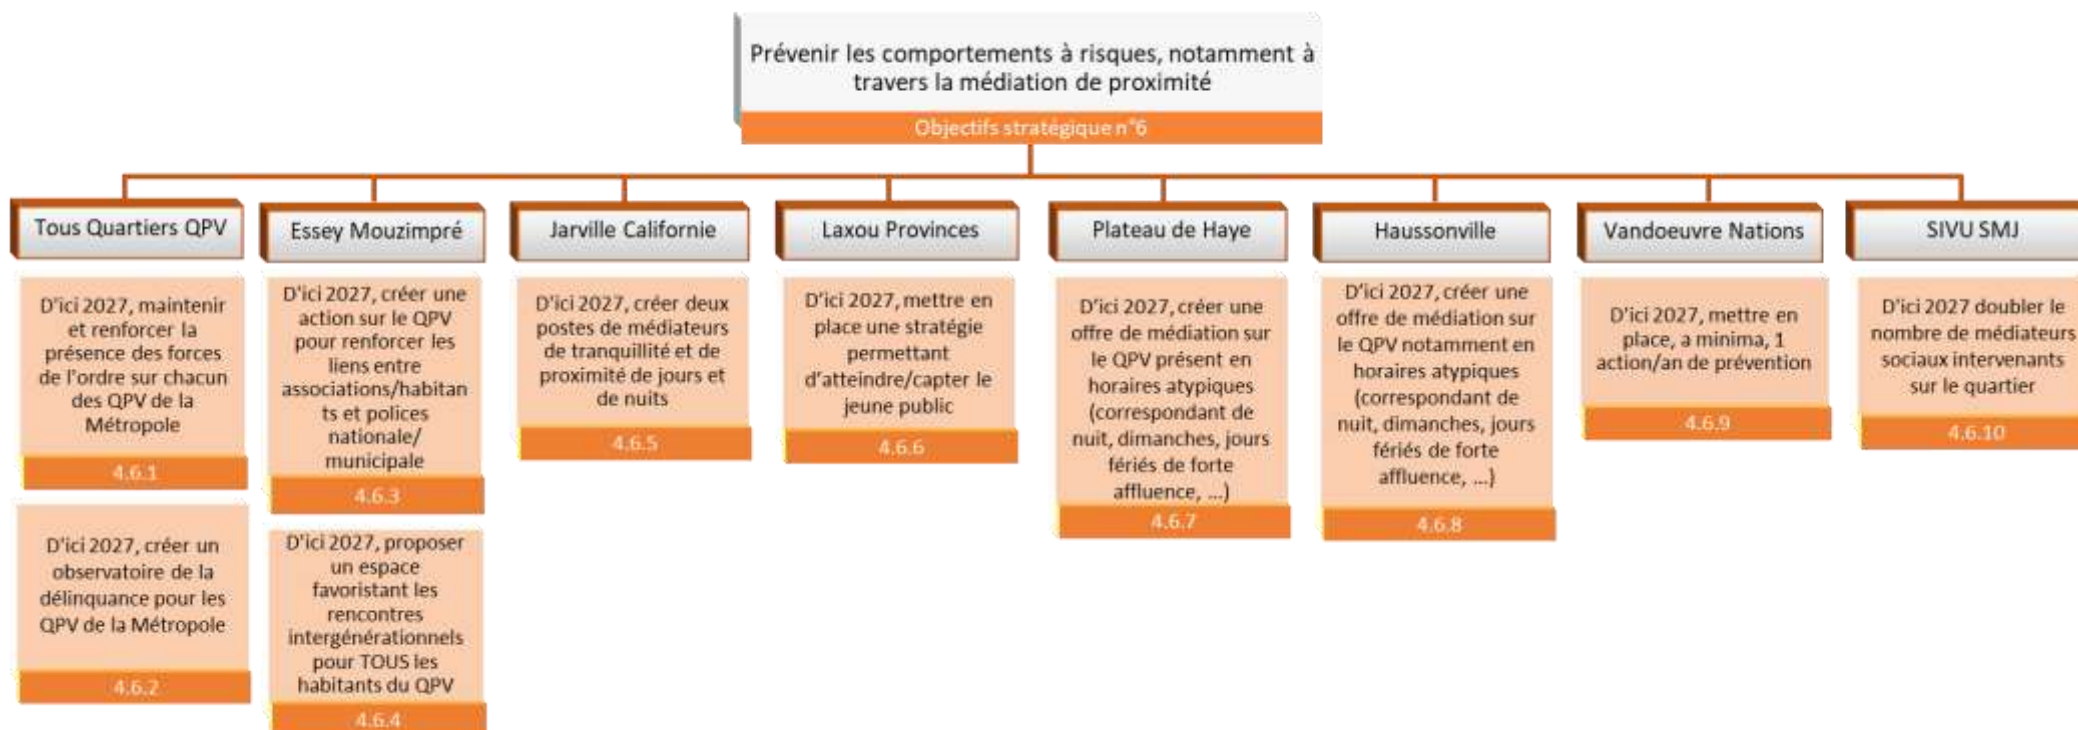 Prévenir les comportements à risques, notamment à
travers la médiation de proximité
Objectifs stratégique n°6
Tous Quartiers QPV
D'ici 2027, maintenir
et renforcer la
présence des forces
de l'ordre sur chacun
des QPV de la
Métropole
4.6.1
D'ici 2027, créer un
observatoire de la
délinquance pour les
QPV de la Métropole
4.6.2
Essey Mouzimpré
D'ici 2027, créer une
action sur le QPV
pour renforcer les
liens entre
associations/habitan
ts et polices
nationale/
municipale
4.6.3
D'ici 2027, proposer
un espace
favoristant les
rencontres
intergénérationnels
pour TOUS les
habitants du QPV
4.6.4
Jarville Californie
D'ici 2027, créer deux
postes de médiateurs
de tranquillité et de
proximité de jours et
de nuits
4.6.5
Laxou Provinces
D'ici 2027, mettre en
place une stratégie
permettant
d'atteindre/capter le
jeune public
4.6.6
Plateau de Haye
D'ici 2027, créer une
offre de médiation sur
le QPV présent en
horaires atypiques
(correspondant de
nuit, dimanches, jours
fériés de forte
affluence, ...)
4.6.7
Haussonville
D'ici 2027, créer une
offre de médiation sur
le QPV notamment en
horaires atypiques
(correspondant de
nuit, dimanches, jours
fériés de forte
affluence, ...)
4.6.8
Vandoeuvre Nations
D'ici 2027, mettre en
place, a minima, 1
action/an de prévention
4.6.9
SIVU SMJ
D'ici 2027 doubler le
nombre de médiateurs
sociaux intervenants
sur le quartier
4.6.10